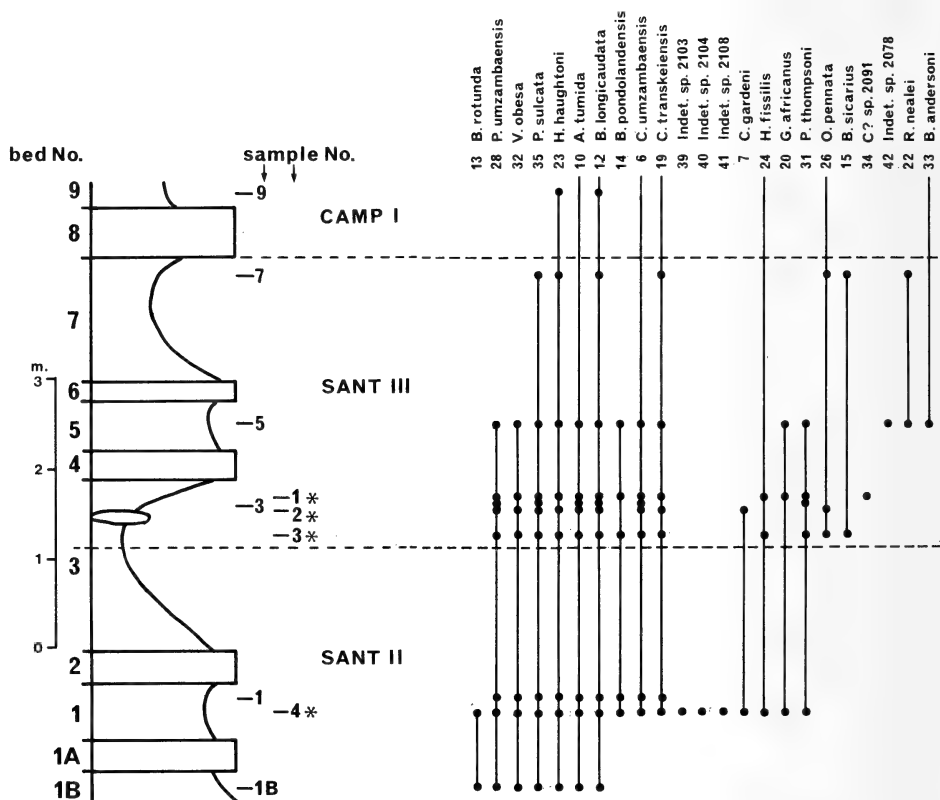 13 B. rotunda
28 P. umzambaensis
32 V. obesa
35 P. sulcata
23 H. haughtoni
10 A. tumida
12 B. longicaudata
14 B. pondolandensis
6 C. umzambaensis
19 C. transkeiensis
39 Indet. sp. 2103
40 Indet. sp. 2104
41 Indet. sp. 2108
7 C. gardeni
24 H. fissilis
20 G. africanus
31 P. thompsoni
26 O. pennata
15 B. sicarius
34 C? sp. 2091
42 Indet. sp. 2078
22 R. nealei
33 B. andersoni
bed No. sample No.
9 –9
CAMP I
8
–7
7
m.
3
6 SANT III
5 –5
4
2
–1*
–3
–2*
–3*
1
3
0
SANT II
2
–1
1 –4*
1A
1B –1B